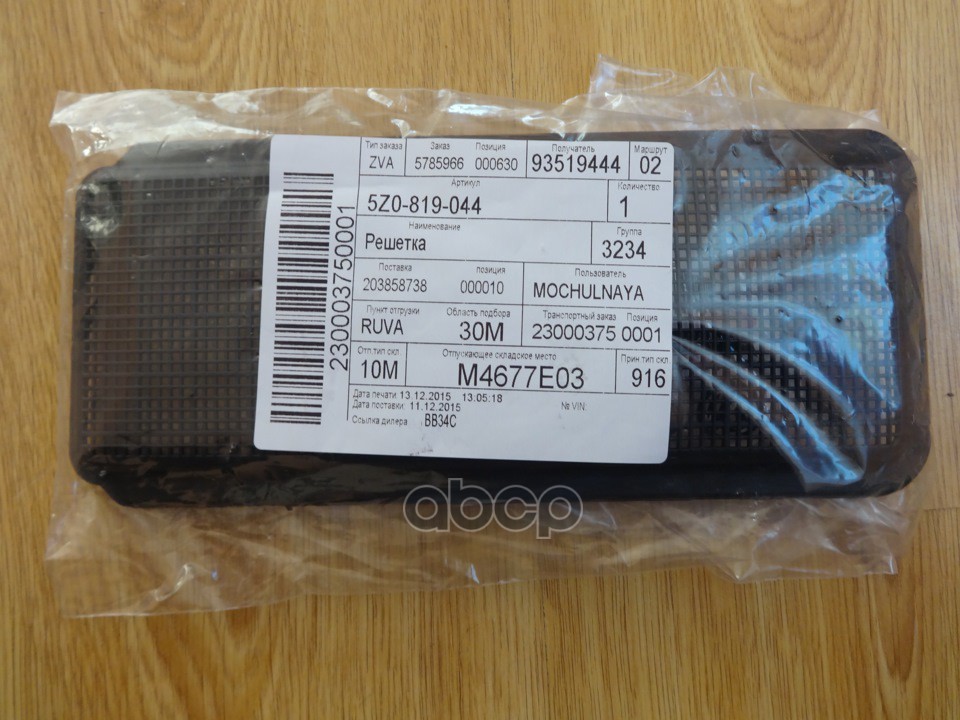 Тип заказа Заказ Позиция Получатель Маршрут
ZVA 5785966 000630 93519444 02
Артикул Количество
5Z0-819-044 1
Наименование Группа
Решетка 3234
Поставка позиция Пользователь
203858738 000010 MOCHULNAYA
Пункт отгрузки Область подбора Транспортный заказ Позиция
RUVA 30M 23000375 0001
Отп.тип скл. Отпускающее складское место Прин.тип скл.
10M M4677E03 916
Дата печати 13.12.2015 13:05:18
Дата поставки: 11.12.2015 № VIN:
Ссылка дилера BB34C
230003750001
abcp